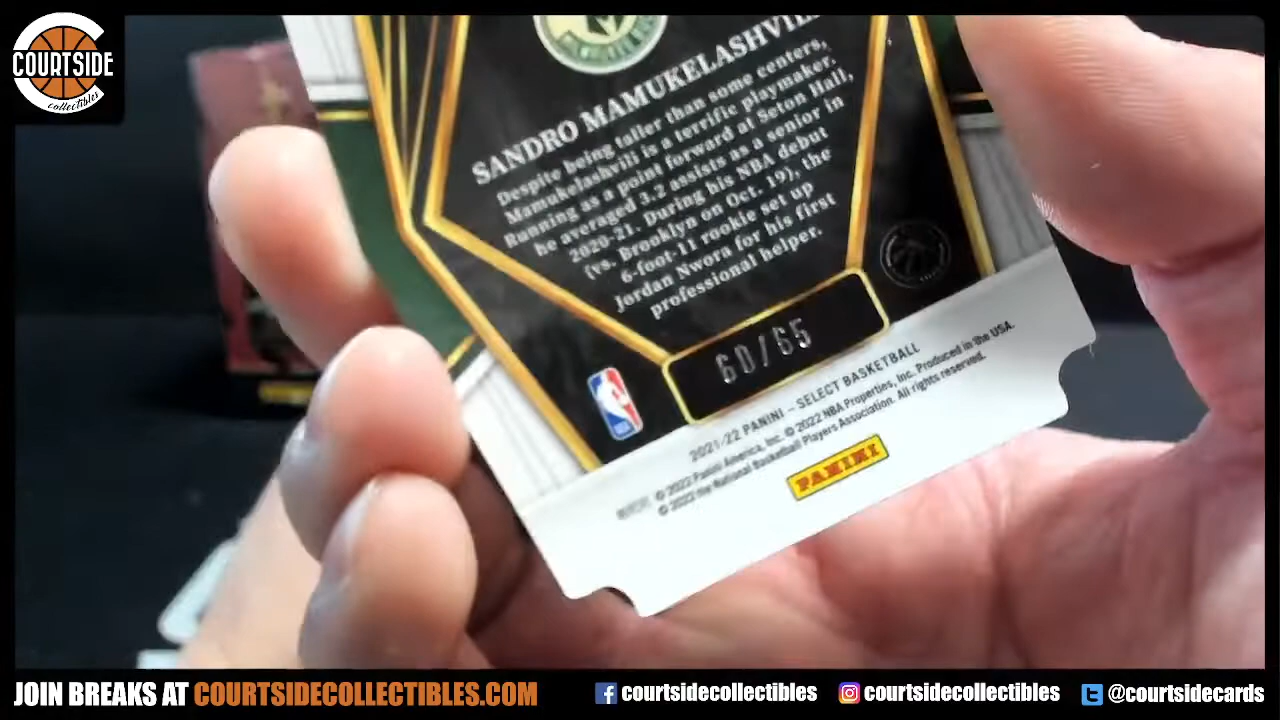 COURTSIDE
collectibles
SANDRO MAMUKELASHVILI
Despite being taller than some centers,
Mamukelashvili is a terrific playmaker.
Running as a point forward at Seton Hall,
he averaged 3.2 assists as a senior in
2020-21. During his NBA debut
(vs. Brooklyn on Oct. 19), the
6-foot-11 rookie set up
Jordan Nwora for his first
professional helper.
60/65
2021-22 PANINI – SELECT BASKETBALL
© 2022 Panini America, Inc. © 2022 NBA Properties, Inc. Produced in the USA.
© 2022 the National Basketball Players Association. All rights reserved.
PANINI
JOIN BREAKS AT COURTSIDECOLLECTIBLES.COM
courtsidecollectibles
courtsidecollectibles
@courtsidecards